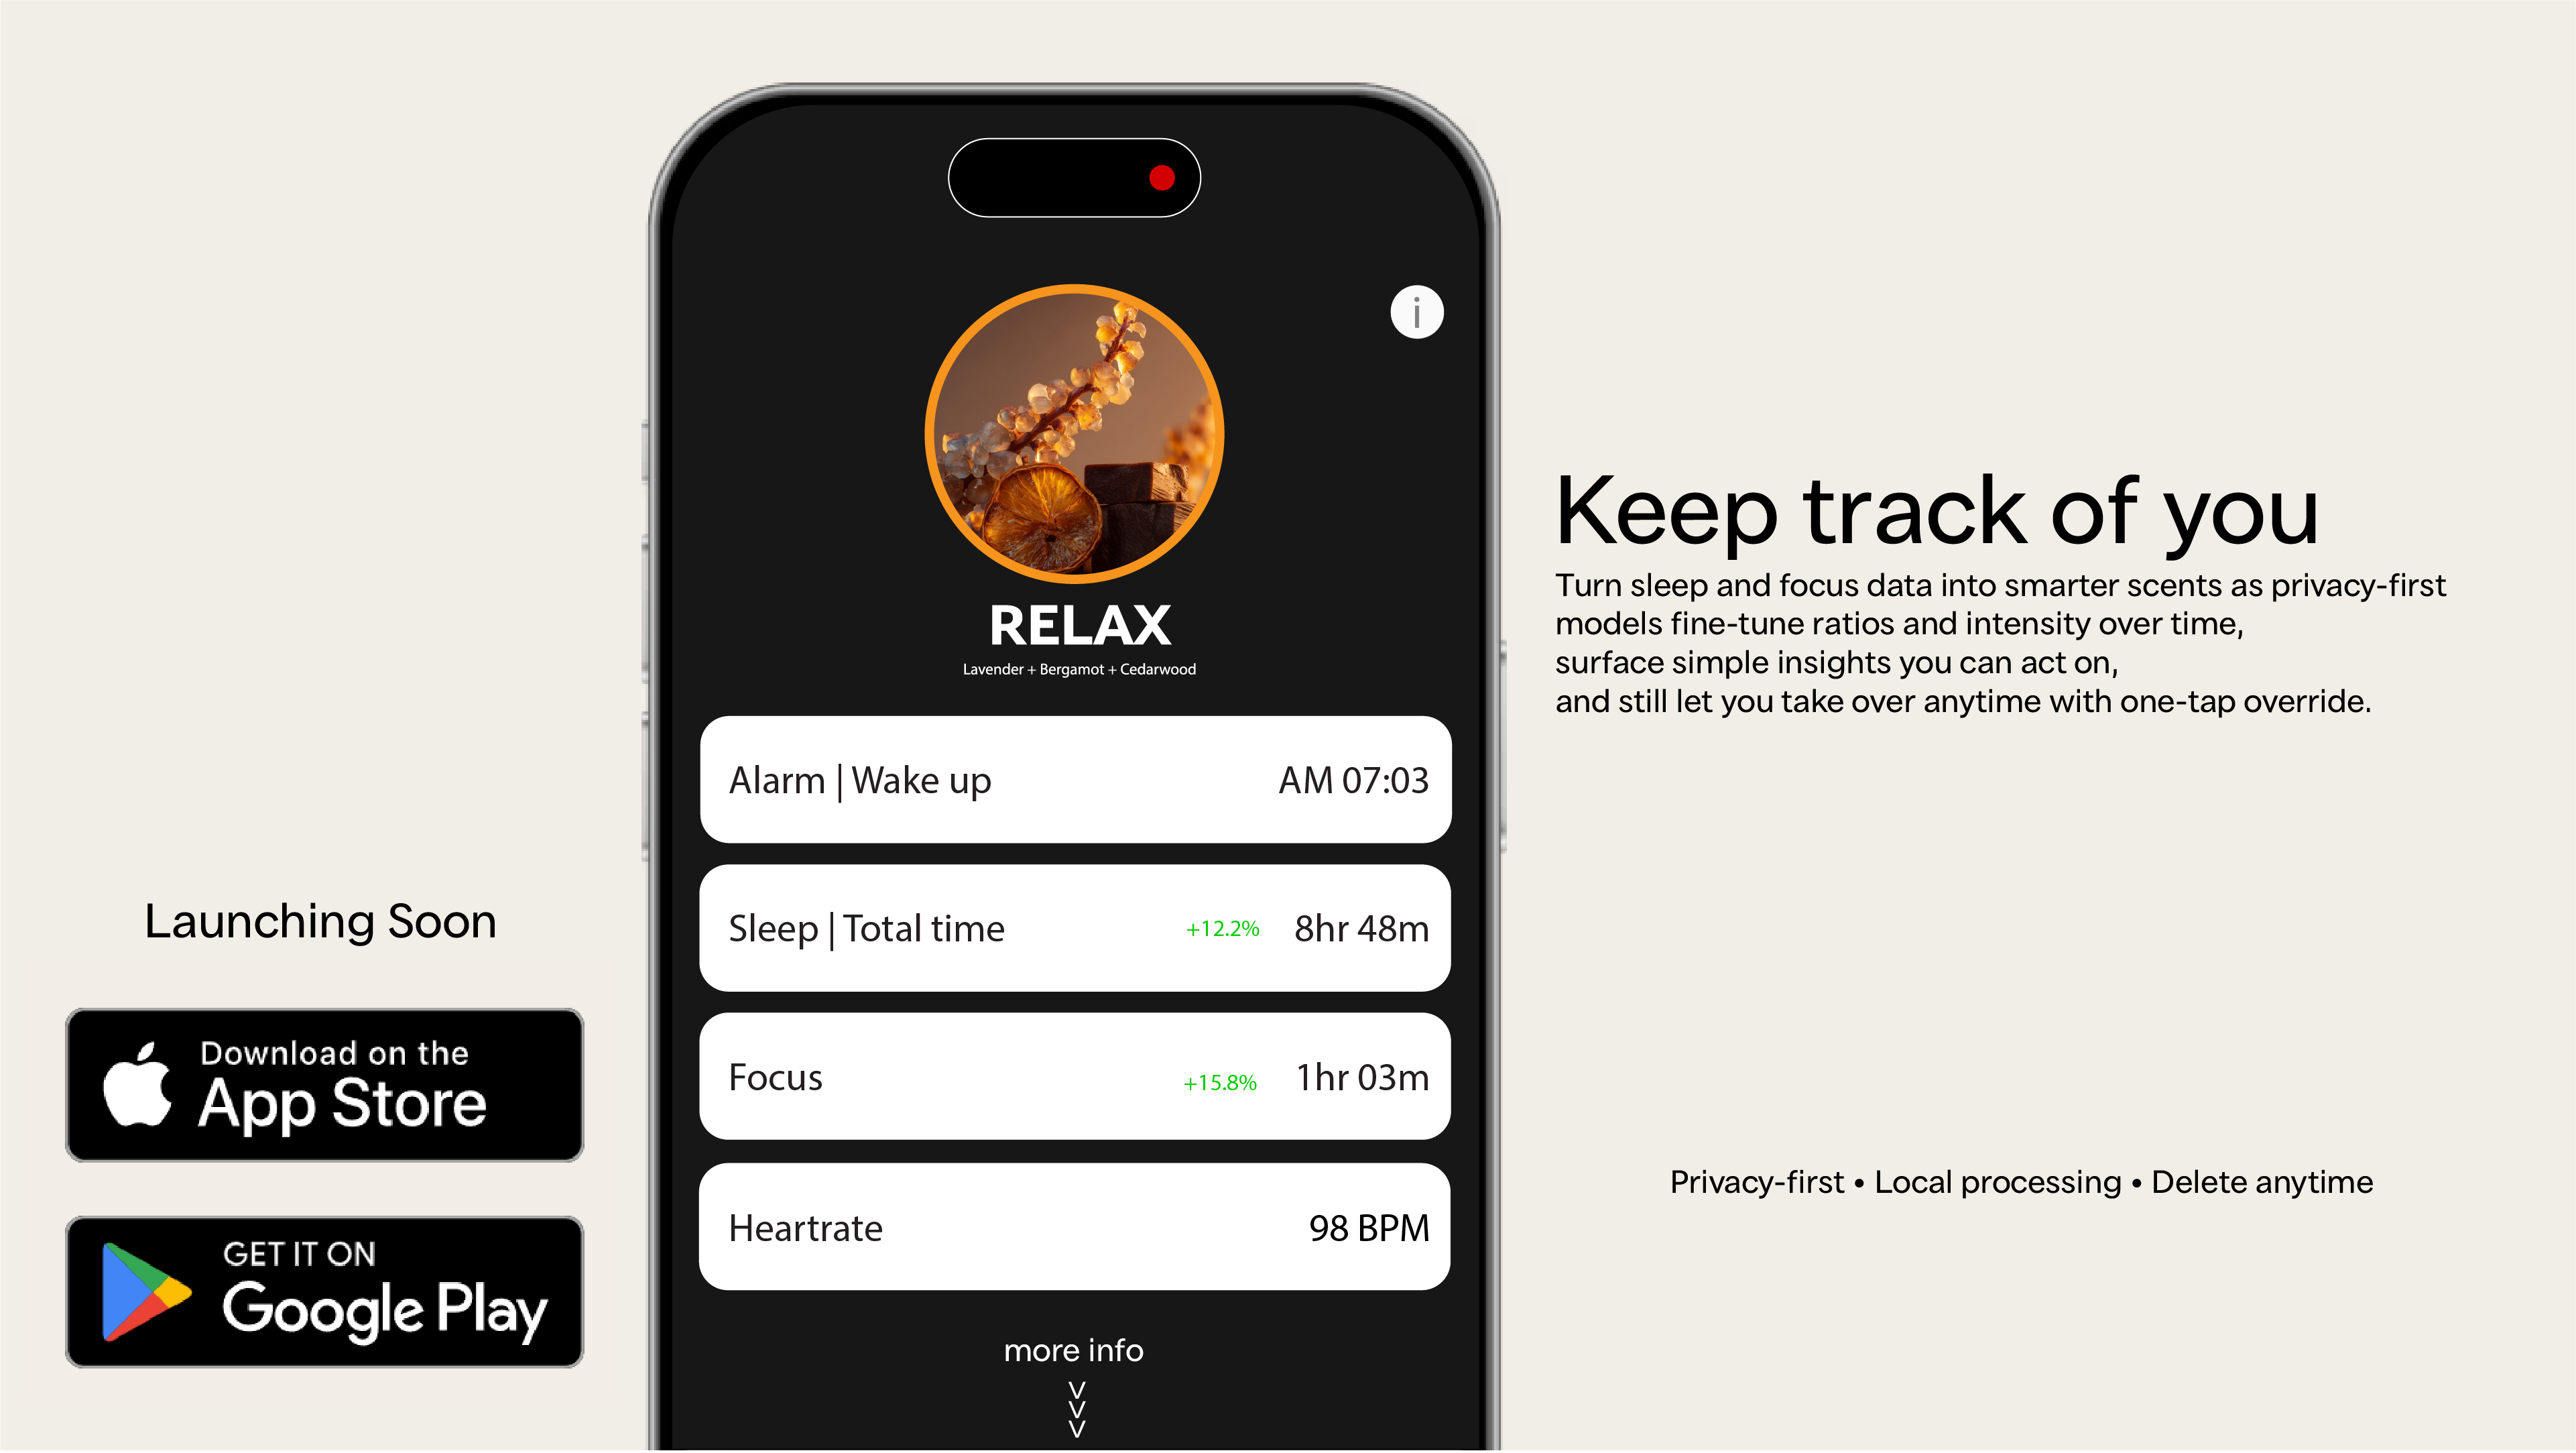 i
RELAX
Lavender + Bergamot + Cedarwood
Alarm | Wake up AM 07:03
Sleep | Total time +12.2% 8hr 48m
Focus +15.8% 1hr 03m
Heartrate 98 BPM
more info
Keep track of you
Turn sleep and focus data into smarter scents as privacy-first
models fine-tune ratios and intensity over time,
surface simple insights you can act on,
and still let you take over anytime with one-tap override.
Privacy-first • Local processing • Delete anytime
Launching Soon
Download on the
App Store
GET IT ON
Google Play